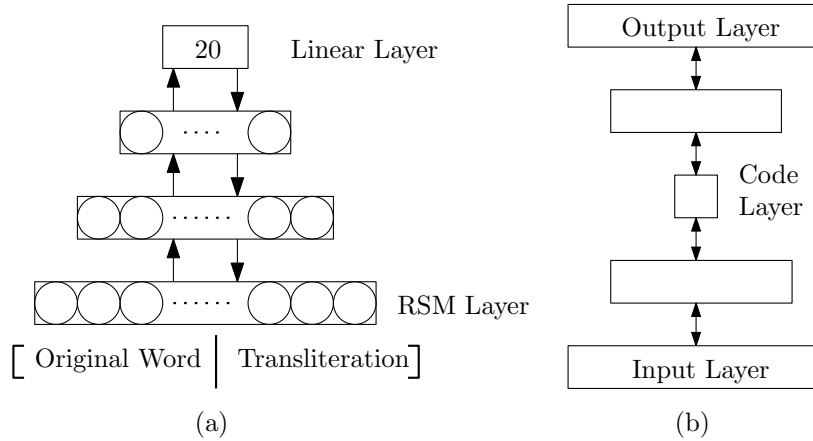 20 Linear Layer
RSM Layer
[ Original Word | Transliteration ]
(a)
Output Layer
Code
Layer
Input Layer
(b)